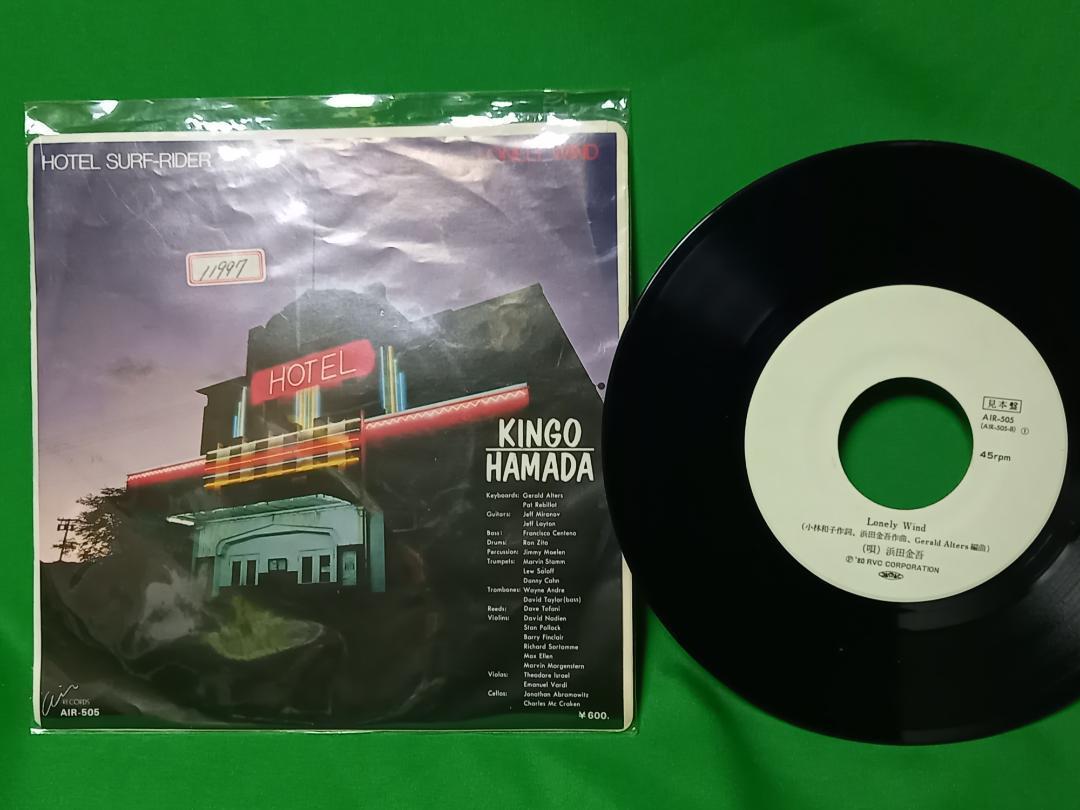 HOTEL SURF-RIDER
LONELY WIND
11997
HOTEL
KINGO
HAMADA
Keyboards: Gerald Alters
Pat Rebillot
Guitars: Jeff Mironov
Jeff Layton
Bass: Francisco Centeno
Drums: Ron Zito
Percussion: Jimmy Maelen
Trumpets: Marvin Stamm
Lew Soloff
Danny Cahn
Trombones: Wayne Andre
David Taylor(bass)
Reeds: Dave Tofani
Violins: David Nadien
Stan Pollock
Barry Finclair
Richard Sortomme
Max Ellen
Marvin Morgenstern
Violas: Theodore Israel
Emanuel Vardi
Cellos: Jonathan Abramowitz
Charles Mc Craken
Air
RECORDS
AIR-505
¥600.
見本盤
AIR-505
(AIR-505-B) Ⓙ
45rpm
Lonely Wind
(小林和子作詞、浜田金吾作曲、Gerald Alters編曲)
(唄) 浜田金吾
℗ '80 RVC CORPORATION